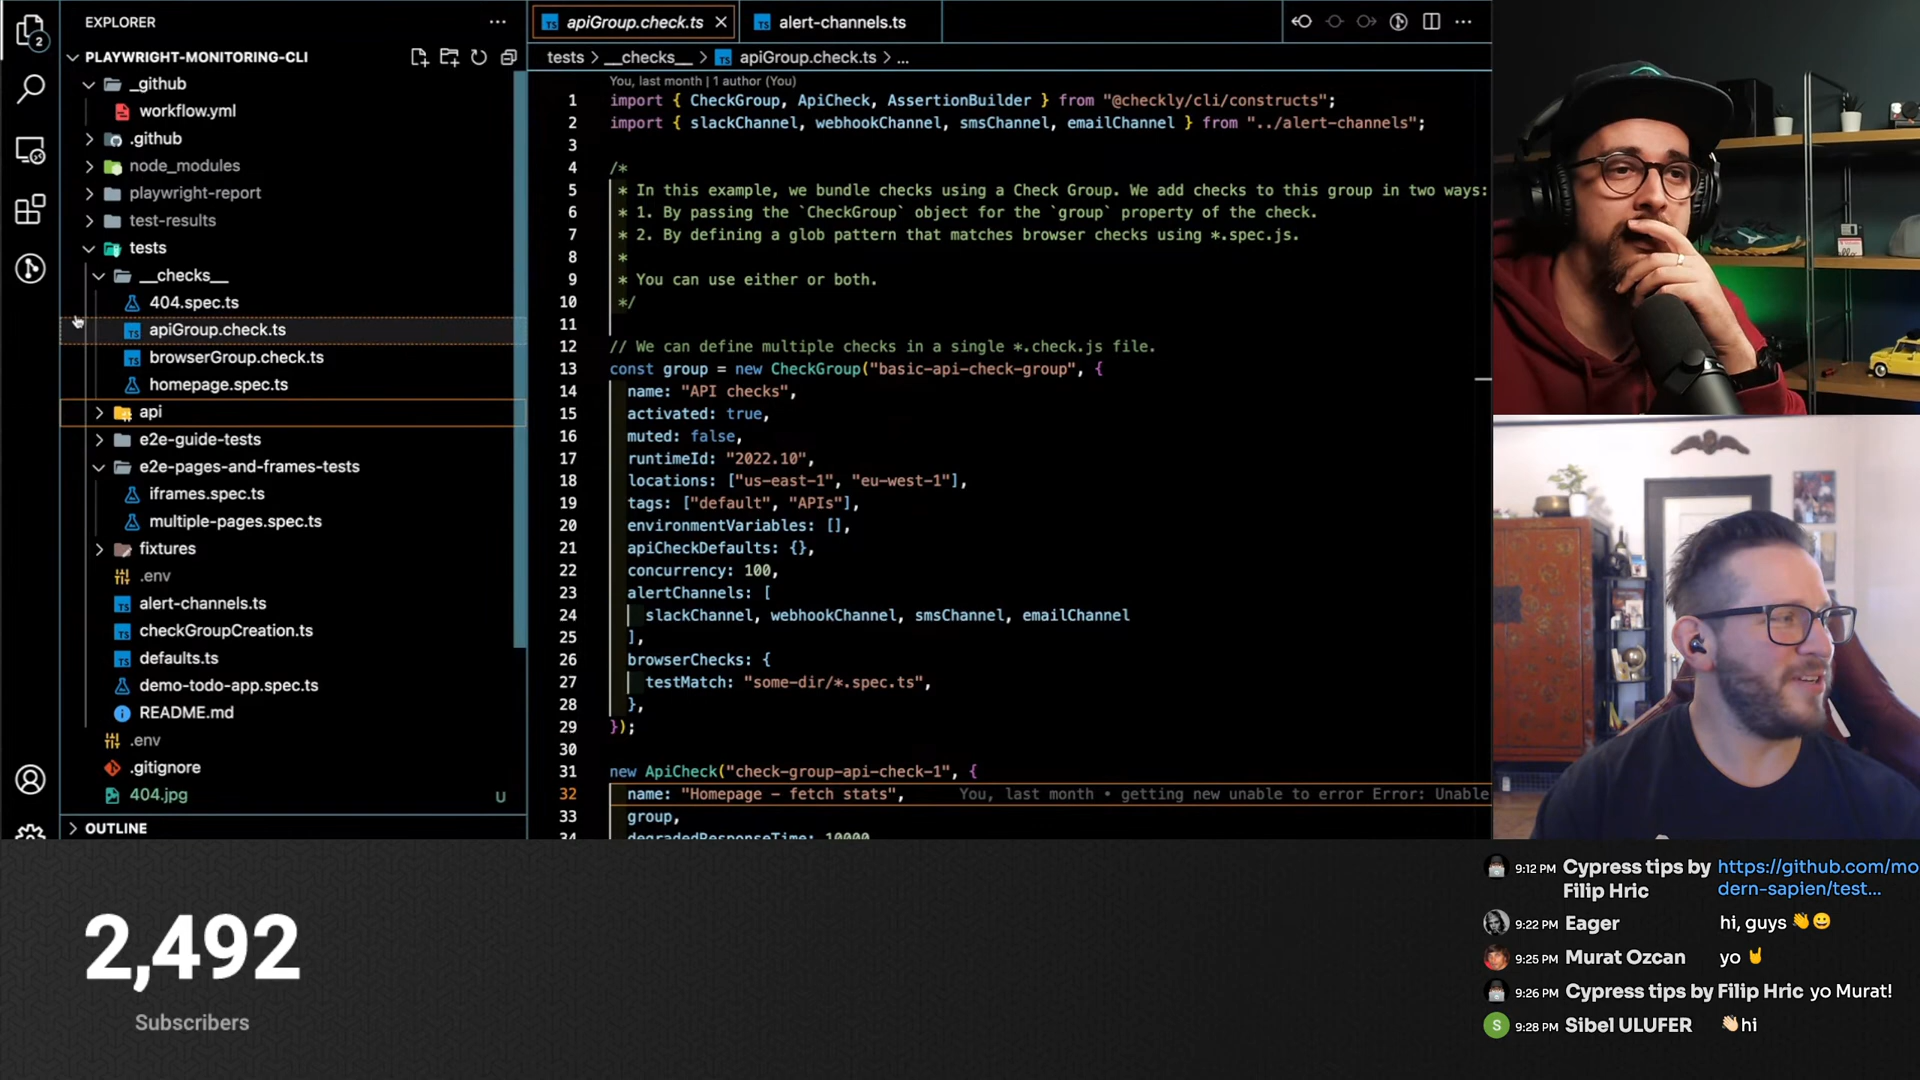 EXPLORER
PLAYWRIGHT-MONITORING-CLI
_github
workflow.yml
.github
node_modules
playwright-report
test-results
tests
__checks__
404.spec.ts
apiGroup.check.ts
browserGroup.check.ts
homepage.spec.ts
api
e2e-guide-tests
e2e-pages-and-frames-tests
iframes.spec.ts
multiple-pages.spec.ts
fixtures
.env
alert-channels.ts
checkGroupCreation.ts
defaults.ts
demo-todo-app.spec.ts
README.md
.env
.gitignore
404.jpg U
OUTLINE
2
TS apiGroup.check.ts
TS alert-channels.ts
tests > __checks__ > TS apiGroup.check.ts > ...
You, last month | 1 author (You)
1 import { CheckGroup, ApiCheck, AssertionBuilder } from "@checkly/cli/constructs";
2 import { slackChannel, webhookChannel, smsChannel, emailChannel } from "../alert-channels";
3
4 /*
5 * In this example, we bundle checks using a Check Group. We add checks to this group in two ways:
6 * 1. By passing the `CheckGroup` object for the `group` property of the check.
7 * 2. By defining a glob pattern that matches browser checks using *.spec.js.
8 *
9 * You can use either or both.
10 */
11
12 // We can define multiple checks in a single *.check.js file.
13 const group = new CheckGroup("basic-api-check-group", {
14 name: "API checks",
15 activated: true,
16 muted: false,
17 runtimeId: "2022.10",
18 locations: ["us-east-1", "eu-west-1"],
19 tags: ["default", "APIs"],
20 environmentVariables: [],
21 apiCheckDefaults: {},
22 concurrency: 100,
23 alertChannels: [
24 slackChannel, webhookChannel, smsChannel, emailChannel
25 ],
26 browserChecks: {
27 testMatch: "some-dir/*.spec.ts",
28 },
29 });
30
31 new ApiCheck("check-group-api-check-1", {
32 name: "Homepage – fetch stats", You, last month • getting new unable to error Error: Unable
33 group,
34 degradedResponseTime: 10000
2,492
Subscribers
9:12 PM Cypress tips by Filip Hric https://github.com/modern-sapien/test...
9:22 PM Eager hi, guys 👋😀
9:25 PM Murat Ozcan yo 🤘
9:26 PM Cypress tips by Filip Hric yo Murat!
S 9:28 PM Sibel ULUFER 👋🏻hi